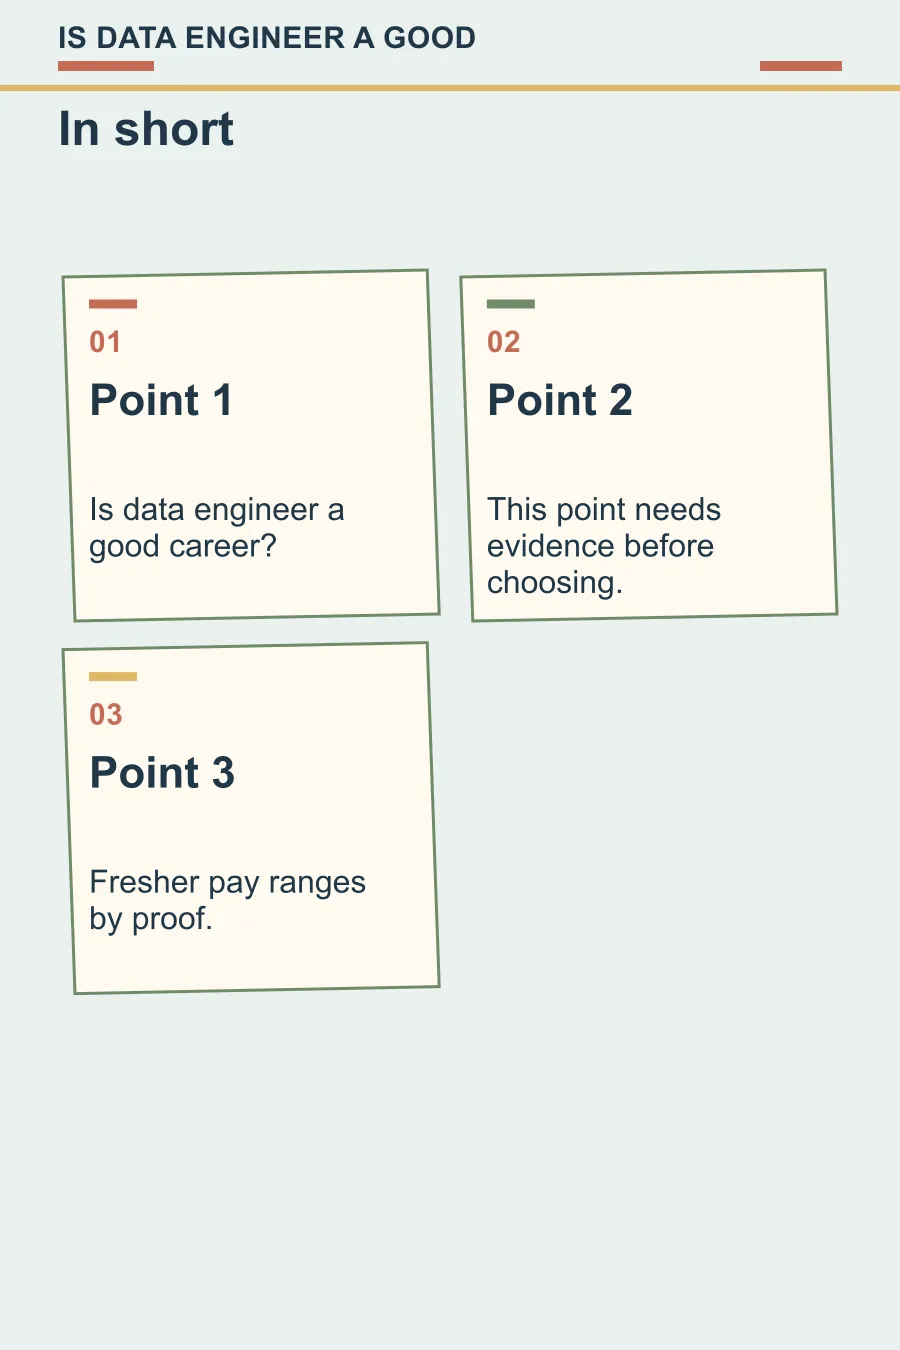 IS DATA ENGINEER A GOOD
In short
01
Point 1
Is data engineer a
good career?
02
Point 2
This point needs
evidence before
choosing.
03
Point 3
Fresher pay ranges
by proof.